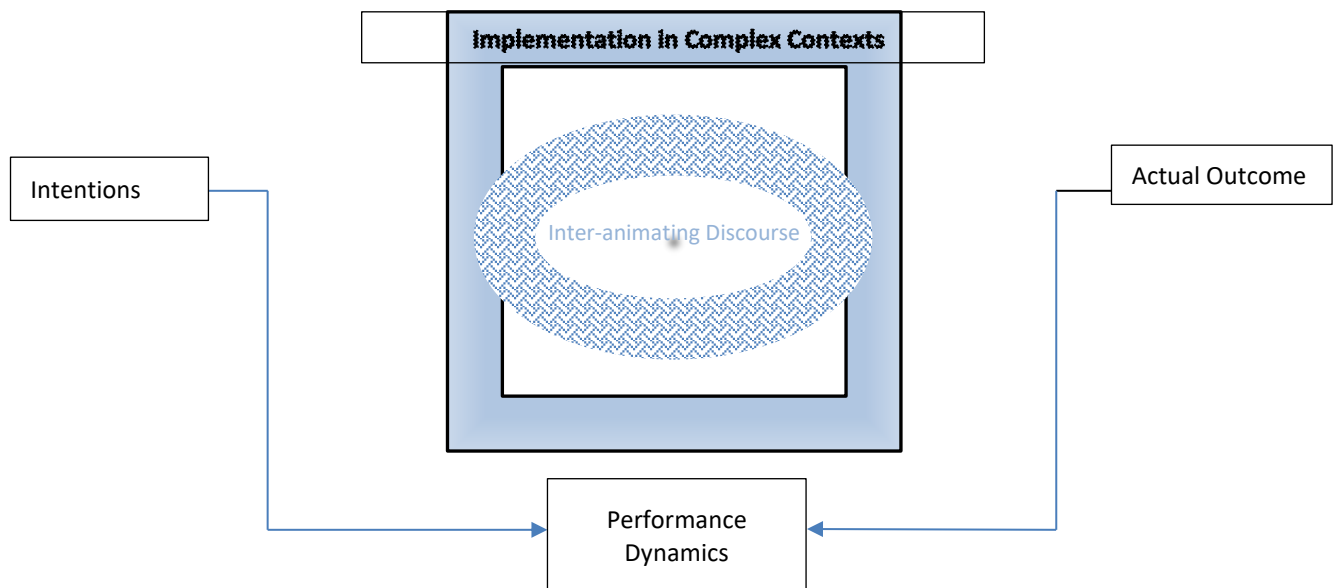 Implementation in Complex Contexts
Intentions
Actual Outcome
Inter-animating Discourse
Performance
Dynamics